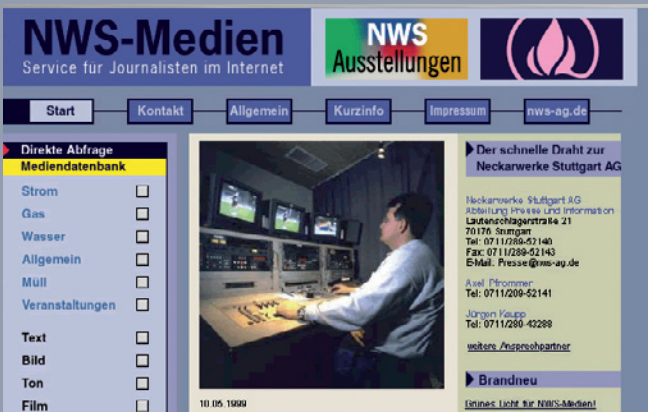 NWS-Medien
Service für Journalisten im Internet
NWS
Ausstellungen
Start
Kontakt
Allgemein
Kurzinfo
Impressum
nws-ag.de
Direkte Abfrage
Mediendatenbank
Strom
Gas
Wasser
Allgemein
Müll
Veranstaltungen
Text
Bild
Ton
Film
10.05.1999
Der schnelle Draht zur
Neckarwerke Stuttgart AG
Neckarwerke Stuttgart AG
Abteilung Presse und Information
Lautenschlagerstraße 21
70176 Stuttgart
Tel: 0711/289-52140
Fax: 0711/289-52143
E-Mail: Presse@nws-ag.de
Axel Pfrommer
Tel: 0711/209-52141
Jürgen Kaupp
Tel: 0711/280-43288
weitere Ansprechpartner
Brandneu
Grünes Licht für NWS-Medien!